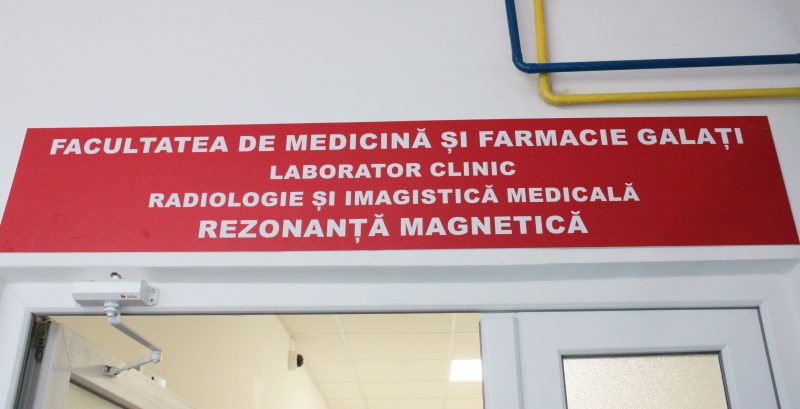 FACULTATEA DE MEDICINĂ ȘI FARMACIE GALAȚI
LABORATOR CLINIC
RADIOLOGIE ȘI IMAGISTICĂ MEDICALĂ
REZONANȚĂ MAGNETICĂ